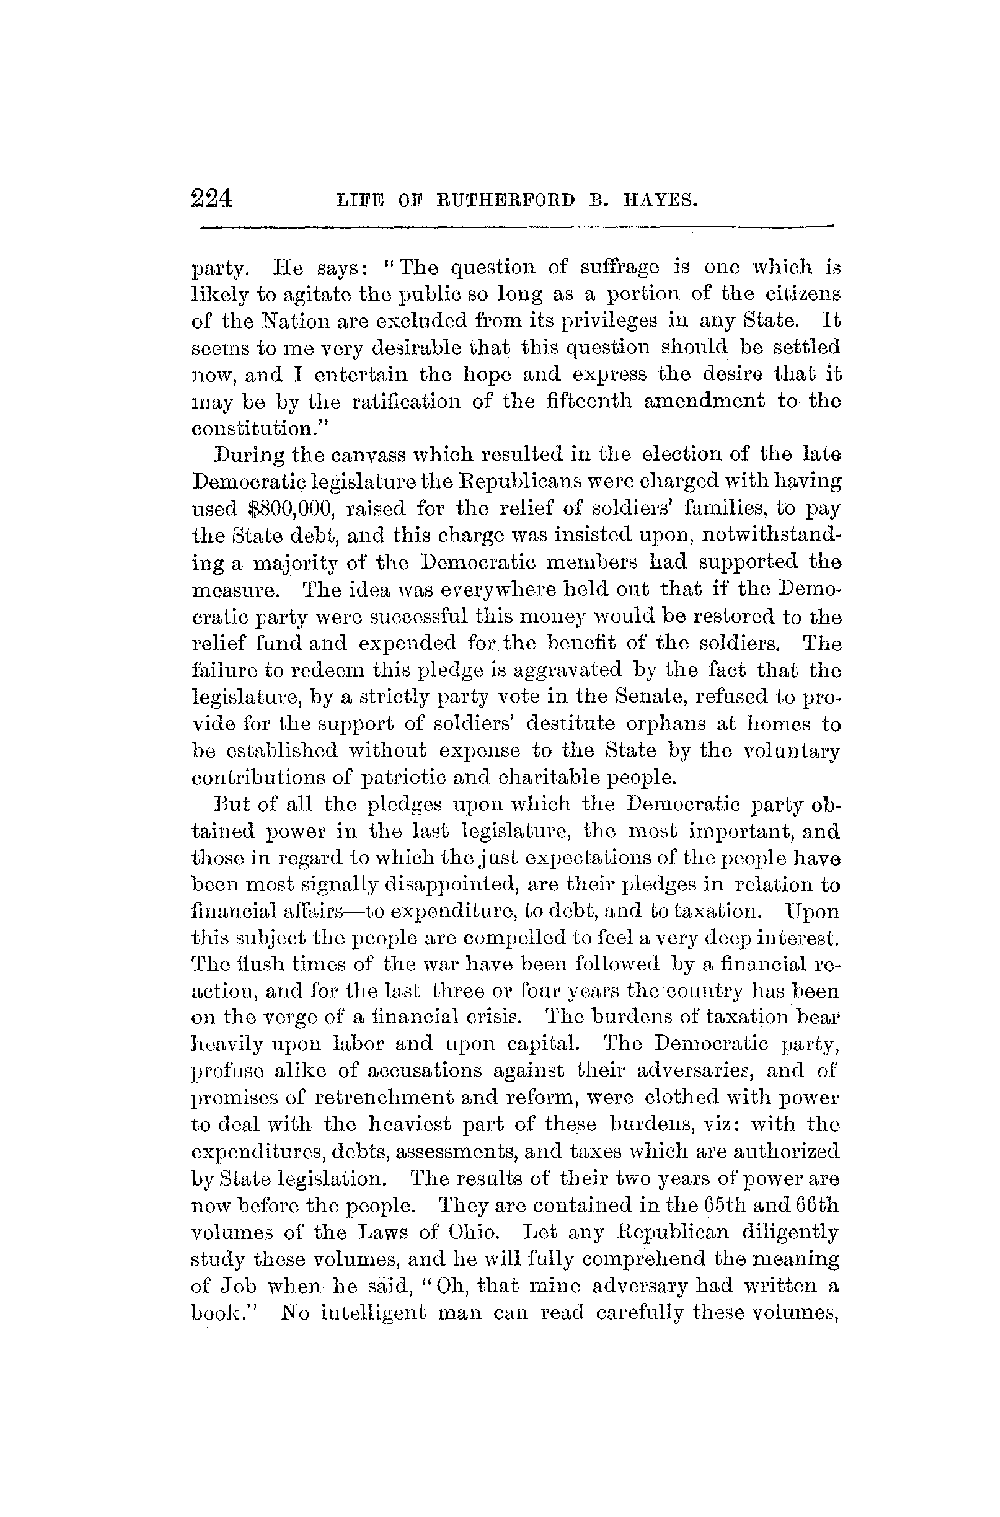 224 LIFE OF RUTHERFORD B. HAYES.
party. He says: "The question of suffrage is one which is
likely to agitate the public so long as a portion of the citizens
of the Nation are excluded from its privileges in any State. It
seems to me very desirable that this question should be settled
now, and I entertain the hope and express the desire that it
may be by the ratification of the fifteenth amendment to the
constitution."
During the canvass which resulted in the election of the late
Democratic legislature the Republicans were charged with having
used $800,000, raised for the relief of soldiers' families, to pay
the State debt, and this charge was insisted upon, notwithstand-
ing a majority of the Democratic members had supported the
measure. The idea was everywhere held out that if the Demo-
cratic party were successful this money would be restored to the
relief fund and expended for the benefit of the soldiers. The
failure to redeem this pledge is aggravated by the fact that the
legislature, by a strictly party vote in the Senate, refused to pro-
vide for the support of soldiers' destitute orphans at homes to
be established without expense to the State by the voluntary
contributions of patriotic and charitable people.
But of all the pledges upon which the Democratic party ob-
tained power in the last legislature, the most important, and
those in regard to which the just expectations of the people have
been most signally disappointed, are their pledges in relation to
financial affairs—to expenditure, to debt, and to taxation. Upon
this subject the people are compelled to feel a very deep interest.
The flush times of the war have been followed by a financial re-
action, and for the last three or four years the country has been
on the verge of a financial crisis. The burdens of taxation bear
heavily upon labor and upon capital. The Democratic party,
profuse alike of accusations against their adversaries, and of
promises of retrenchment and reform, were clothed with power
to deal with the heaviest part of these burdens, viz: with the
expenditures, debts, assessments, and taxes which are authorized
by State legislation. The results of their two years of power are
now before the people. They are contained in the 65th and 66th
volumes of the Laws of Ohio. Let any Republican diligently
study these volumes, and he will fully comprehend the meaning
of Job when he said, "Oh, that mine adversary had written a
book." No intelligent man can read carefully these volumes,